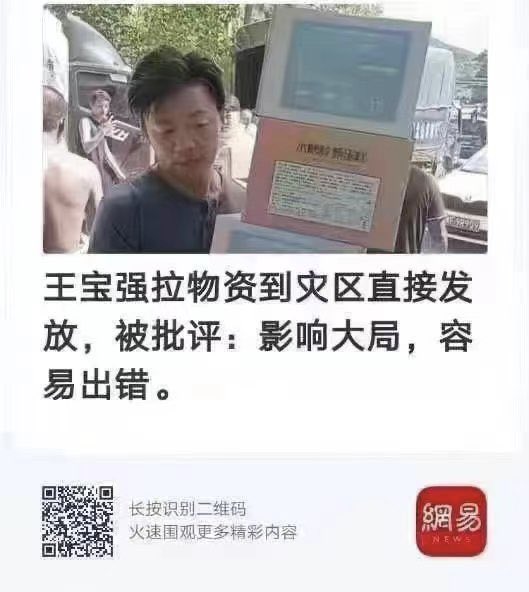 王宝强拉物资到灾区直接发
放，被批评：影响大局，容
易出错。
长按识别二维码
火速围观更多精彩内容
網易
NEWS